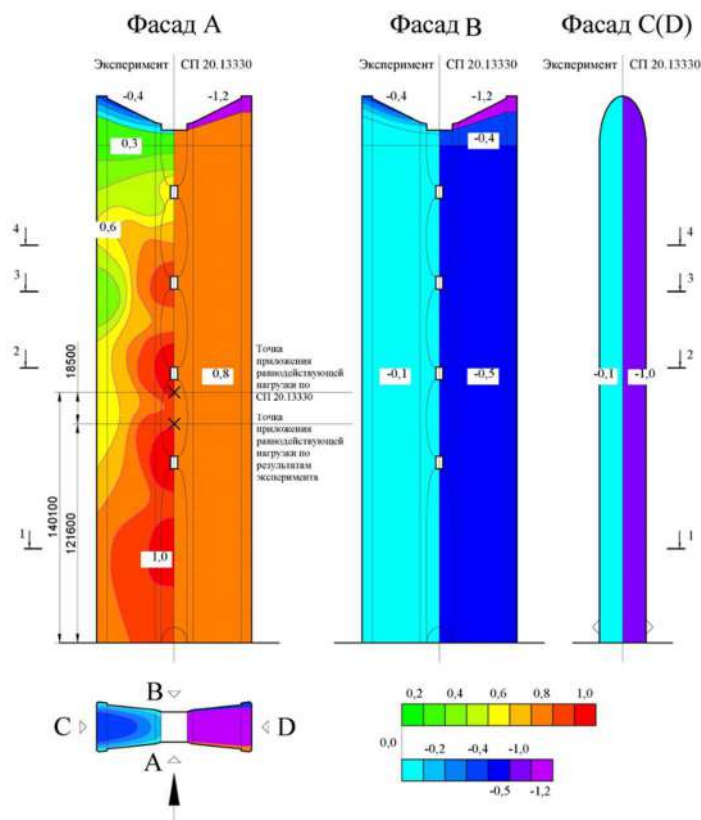 Фасад A
Фасад B
Фасад C(D)
Эксперимент СП 20.13330
Эксперимент СП 20.13330
Эксперимент СП 20.13330
-0,4
-1,2
-0,4
-1,2
0,3
-0,4
0,6
4
4
3
3
2
2
18500
Точка
приложения
равнодействующей
нагрузки по
СП 20.13330
0,8
-0,1
-0,5
-0,1
-1,0
Точка
приложения
равнодействующей
нагрузки по
результатам
эксперимента
140100
121600
1
1
1,0
B
C
D
A
0,2 0,4 0,6 0,8 1,0
0,0
-0,2 -0,4 -1,0
-0,5 -1,2